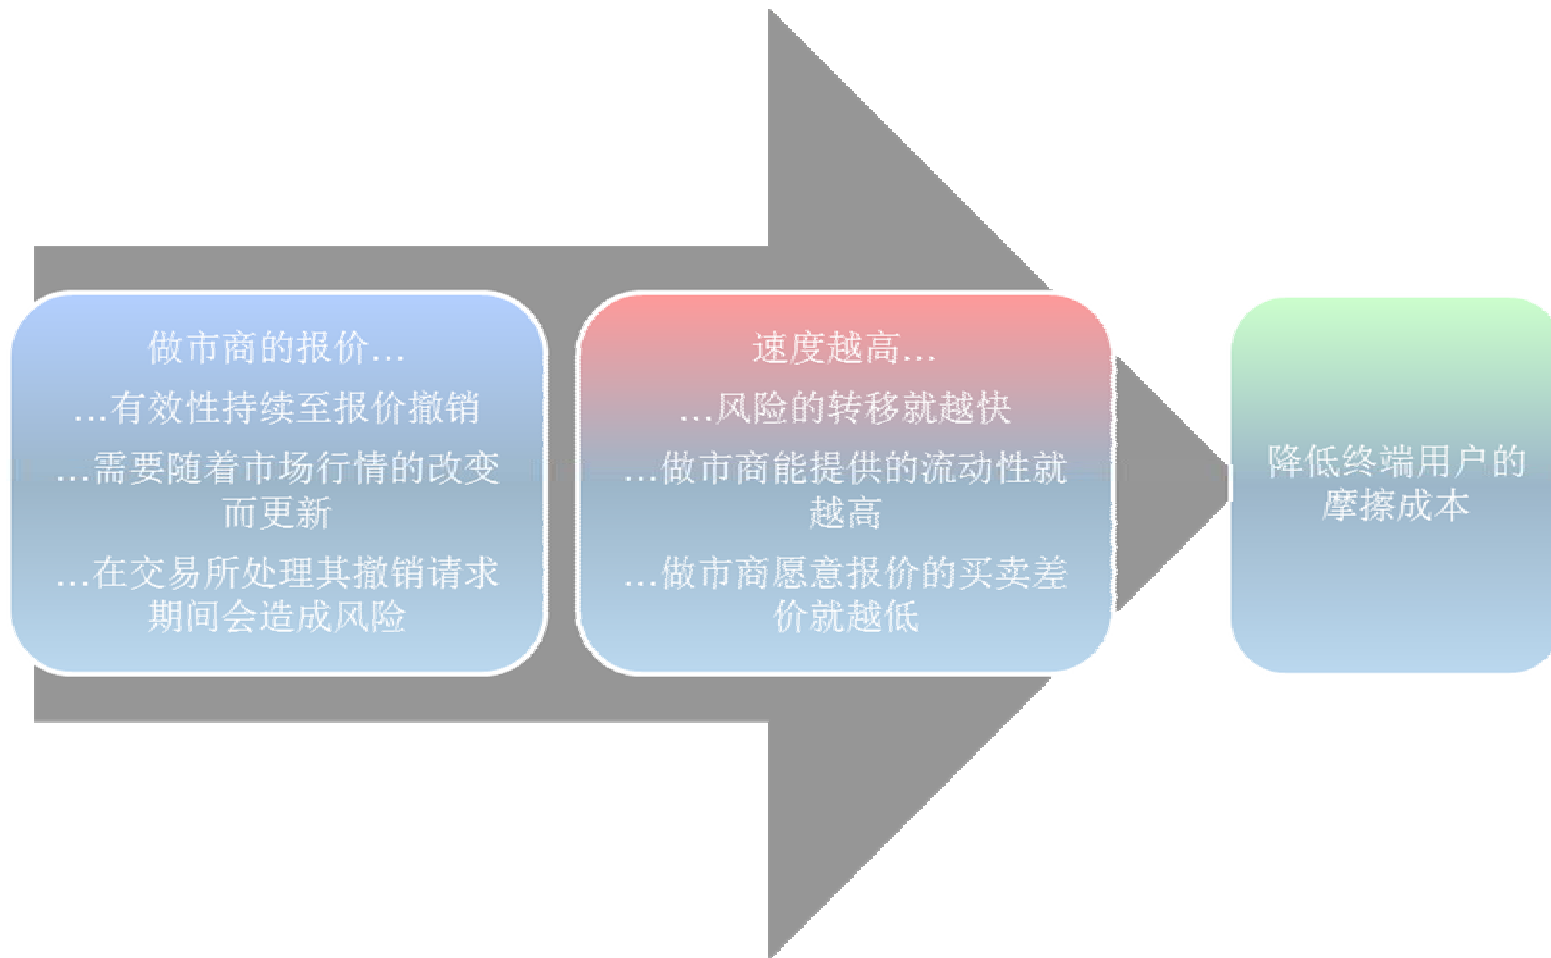 做市商的报价…
…有效性持续至报价撤销
…需要随着市场行情的改变
而更新
…在交易所处理其撤销请求
期间会造成风险
速度越高…
…风险的转移就越快
…做市商能提供的流动性就
越高
…做市商愿意报价的买卖差
价就越低
降低终端用户的
摩擦成本